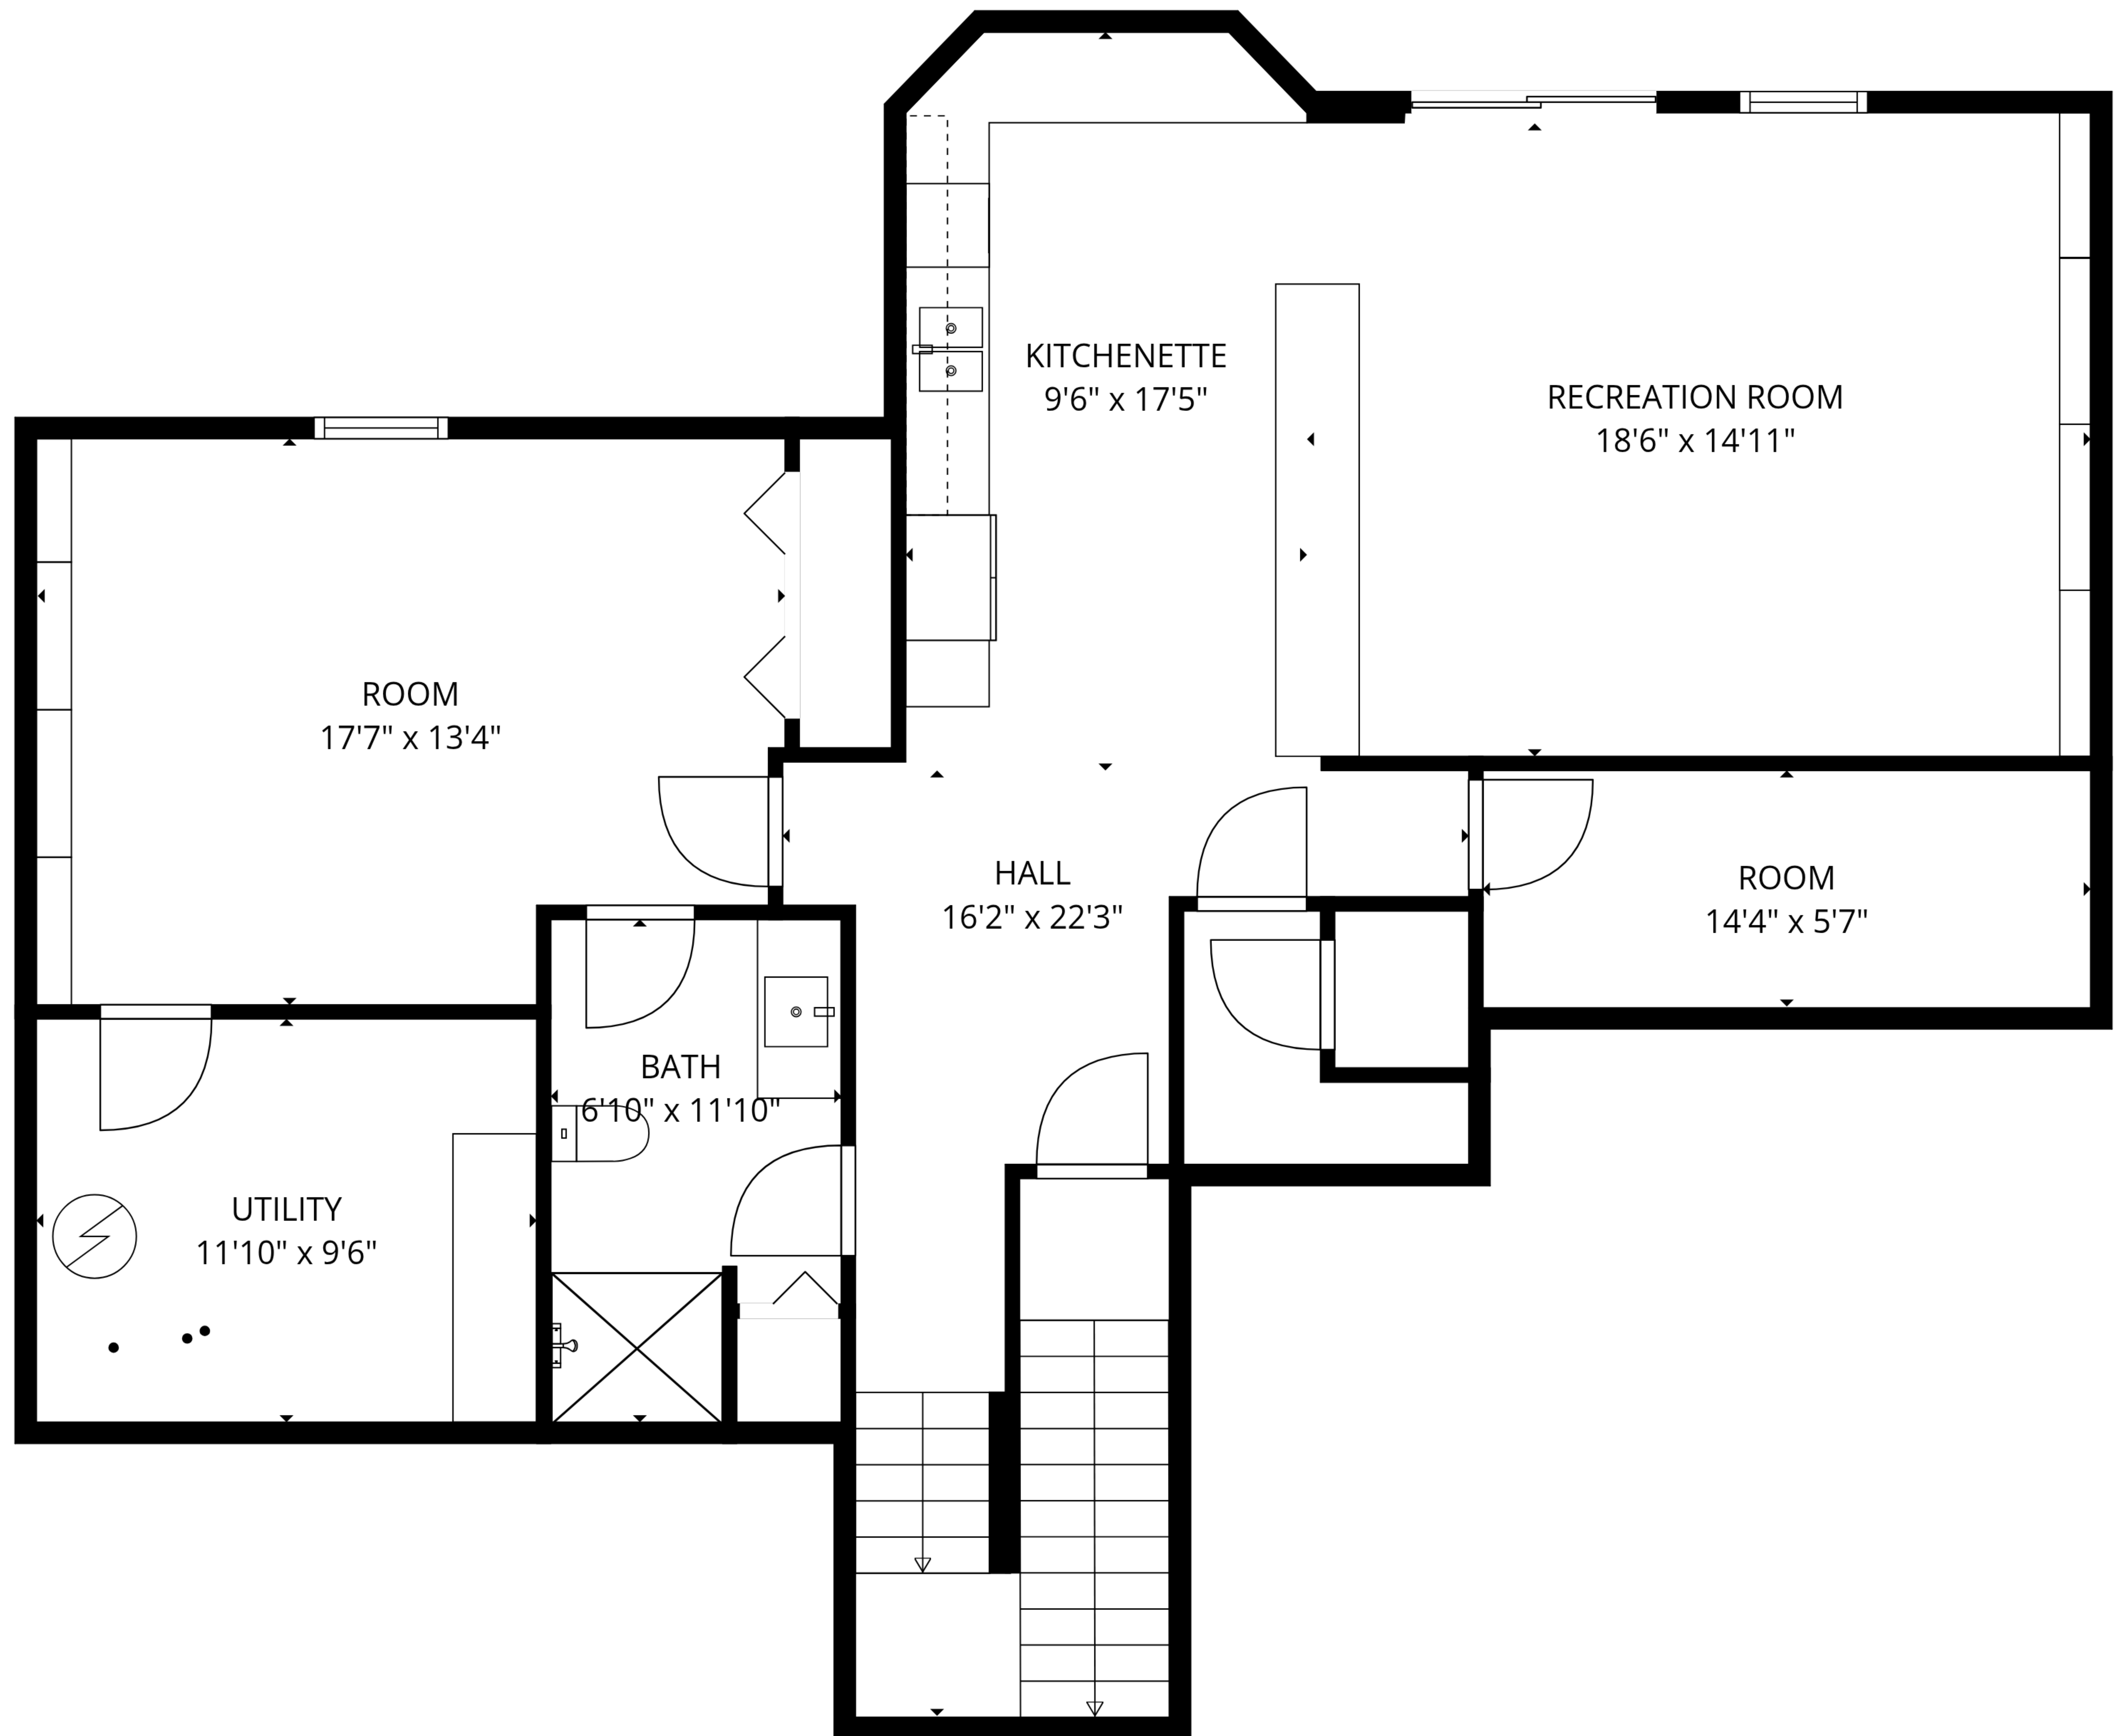 KITCHENETTE
9'6" x 17'5"
RECREATION ROOM
18'6" x 14'11"
ROOM
17'7" x 13'4"
HALL
16'2" x 22'3"
ROOM
14'4" x 5'7"
BATH
6'10" x 11'10"
UTILITY
11'10" x 9'6"